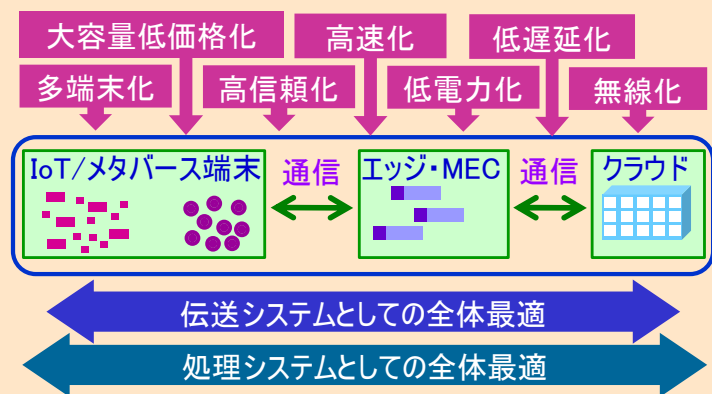 大容量低価格化
高速化
低遅延化
多端末化
高信頼化
低電力化
無線化
IoT/メタバース端末
通信
エッジ・MEC
通信
クラウド
伝送システムとしての全体最適
処理システムとしての全体最適